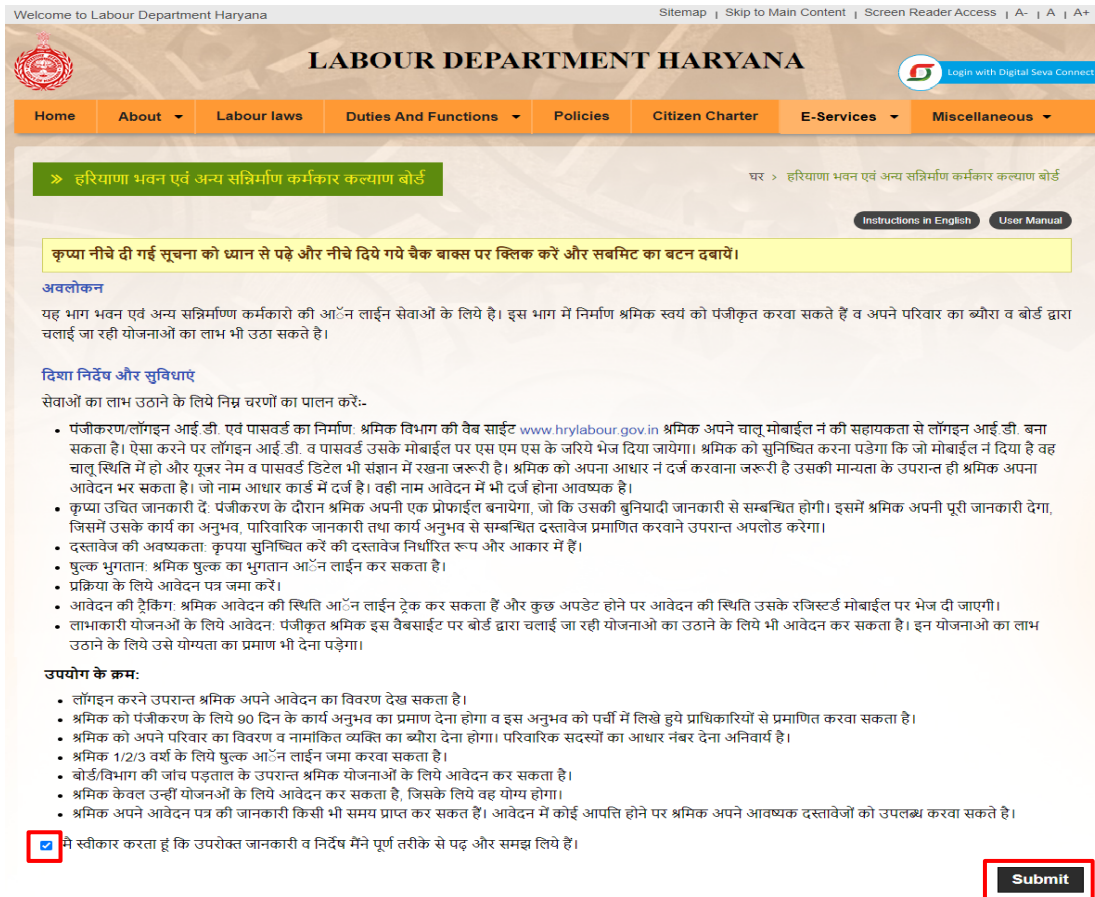 Welcome to Labour Department Haryana
Sitemap | Skip to Main Content | Screen Reader Access | A- | A | A+
LABOUR DEPARTMENT HARYANA
Login with Digital Seva Connect
Home About Labour laws Duties And Functions Policies Citizen Charter E-Services Miscellaneous
» हरियाणा भवन एवं अन्य सन्निर्माण कर्मकार कल्याण बोर्ड
घर > हरियाणा भवन एवं अन्य सन्निर्माण कर्मकार कल्याण बोर्ड
Instructions in English User Manual
कृप्या नीचे दी गई सूचना को ध्यान से पढ़े और नीचे दिये गये चैक बाक्स पर क्लिक करें और सबमिट का बटन दबायें।
अवलोकन
यह भाग भवन एवं अन्य सन्निर्माण्ण कर्मकारो की आॅन लाईन सेवाओं के लिये है। इस भाग में निर्माण श्रमिक स्वयं को पंजीकृत करवा सकते हैं व अपने परिवार का ब्यौरा व बोर्ड द्वारा
चलाई जा रही योजनाओं का लाभ भी उठा सकते है।
दिशा निर्देष और सुविधाएं
सेवाओं का लाभ उठाने के लिये निम्न चरणों का पालन करेंः-
• पंजीकरण/लॉगइन आई.डी. एवं पासवर्ड का निर्माण: श्रमिक विभाग की वैब साईट www.hrylabour.gov.in श्रमिक अपने चालू मोबाईल नं की सहायकता से लॉगइन आई.डी. बना
सकता है। ऐसा करने पर लॉगइन आई.डी. व पासवर्ड उसके मोबाईल पर एस एम एस के जरिये भेज दिया जायेगा। श्रमिक को सुनिष्चित करना पडेगा कि जो मोबाईल नं दिया है वह
चालू स्थिति में हो और यूजर नेम व पासवर्ड डिटेल भी संज्ञान में रखना जरूरी है। श्रमिक को अपना आधार नं दर्ज करवाना जरूरी है उसकी मान्यता के उपरान्त ही श्रमिक अपना
आवेदन भर सकता है। जो नाम आधार कार्ड में दर्ज है। वही नाम आवेदन में भी दर्ज होना आवष्यक है।
• कृप्या उचित जानकारी दें: पंजीकरण के दौरान श्रमिक अपनी एक प्रोफाईल बनायेगा, जो कि उसकी बुनियादी जानकारी से सम्बन्धित होगी। इसमें श्रमिक अपनी पूरी जानकारी देगा,
जिसमें उसके कार्य का अनुभव, पारिवारिक जानकारी तथा कार्य अनुभव से सम्बन्धित दस्तावेज प्रमाणित करवाने उपरान्त अपलोड करेगा।
• दस्तावेज की अवष्यकता: कृपया सुनिष्चित करें की दस्तावेज निर्धारित रूप और आकार में हैं।
• षुल्क भुगतान: श्रमिक षुल्क का भुगतान आॅन लाईन कर सकता है।
• प्रक्रिया के लिये आवेदन पत्र जमा करें।
• आवेदन की ट्रैकिंग: श्रमिक आवेदन की स्थिति आॅन लाईन ट्रेक कर सकता हैं और कुछ अपडेट होने पर आवेदन की स्थिति उसके रजिस्टर्ड मोबाईल पर भेज दी जाएगी।
• लाभाकारी योजनओं के लिये आवेदन: पंजीकृत श्रमिक इस वैबसाईट पर बोर्ड द्वारा चलाई जा रही योजनाओ का उठाने के लिये भी आवेदन कर सकता है। इन योजनाओ का लाभ
उठाने के लिये उसे योग्यता का प्रमाण भी देना पड़ेगा।
उपयोग के क्रम:
• लॉगइन करने उपरान्त श्रमिक अपने आवेदन का विवरण देख सकता है।
• श्रमिक को पंजीकरण के लिये 90 दिन के कार्य अनुभव का प्रमाण देना होगा व इस अनुभव को पर्ची में लिखे हुये प्राधिकारियों से प्रमाणित करवा सकता है।
• श्रमिक को अपने परिवार का विवरण व नामांकित व्यक्ति का ब्यौरा देना होगा। परिवारिक सदस्यों का आधार नंबर देना अनिवार्य है।
• श्रमिक 1/2/3 वर्श के लिये षुल्क आॅन लाईन जमा करवा सकता है।
• बोर्ड/विभाग की जांच पड़ताल के उपरान्त श्रमिक योजनाओं के लिये आवेदन कर सकता है।
• श्रमिक केवल उन्हीं योजनओं के लिये आवेदन कर सकता है, जिसके लिये वह योग्य होगा।
• श्रमिक अपने आवेदन पत्र की जानकारी किसी भी समय प्राप्त कर सकत हैं। आवेदन में कोई आपत्ति होने पर श्रमिक अपने आवष्यक दस्तावेजों को उपलब्ध करवा सकते है।
मै स्वीकार करता हूं कि उपरोक्त जानकारी व निर्देष मैंने पूर्ण तरीके से पढ़ और समझ लिये हैं।
Submit